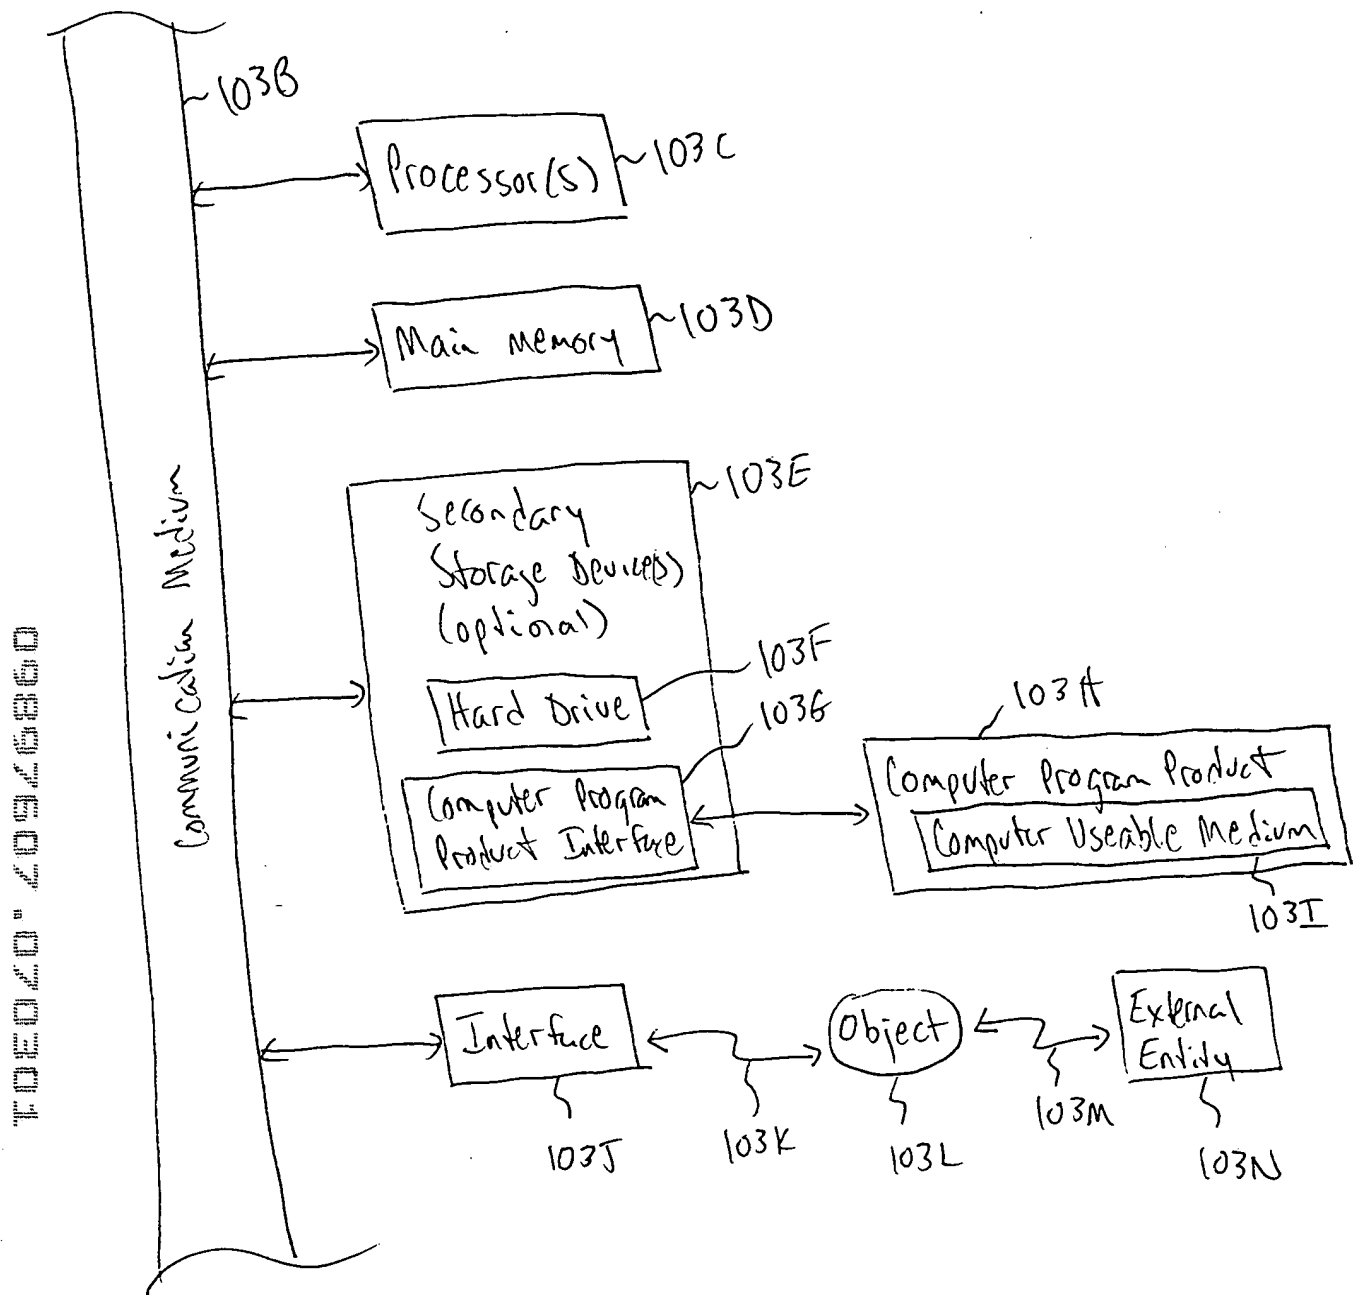 103B
Processor(s)
103C
Main Memory
103D
Communication Medium
103E
Secondary
Storage Device(s)
(optional)
103F
Hard Drive
103G
Computer Program
Product Interface
103H
Computer Program Product
Computer Useable Medium
103I
Interface
Object
External
Entity
103J
103K
103L
103M
103N
09897607.070301